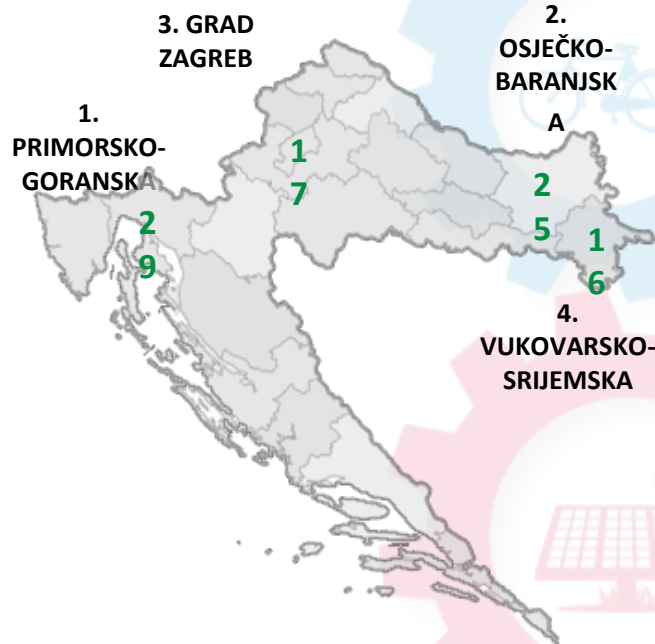 3. GRAD
ZAGREB
2.
OSJEČKO-
BARANJSK
A
1.
PRIMORSKO-
GORANSKA
1
7
2
5
2
9
1
6
4.
VUKOVARSKO-
SRIJEMSKA